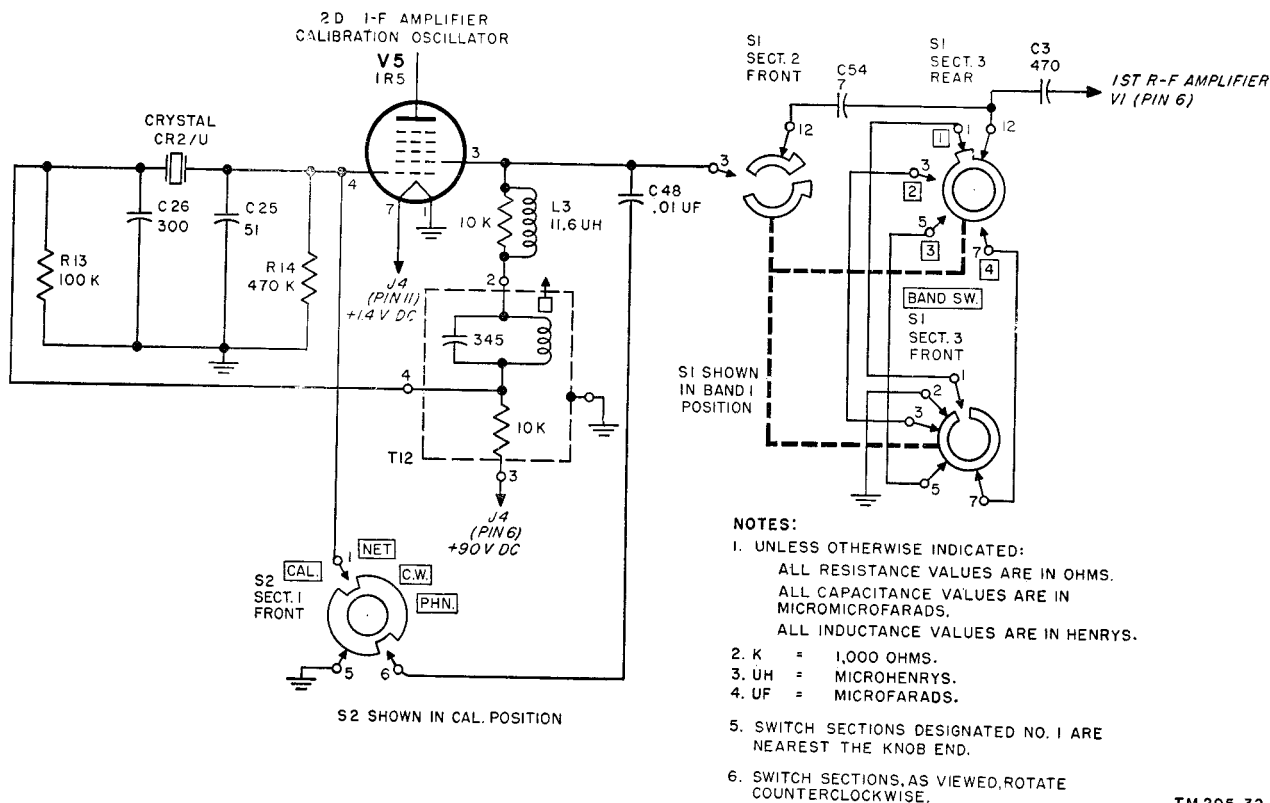 2D I-F AMPLIFIER
CALIBRATION OSCILLATOR
V5
1R5
CRYSTAL
CR2/U
C26
300
C25
51
R13
100 K
R14
470 K
4
3
7
1
J4
(PIN 11)
+1.4 V DC
10 K
L3
11.6 UH
C48
.01 UF
2
345
4
10K
T12
3
J4
(PIN 6)
+90 V DC
S1
SECT. 2
FRONT
C54
7
S1
SECT. 3
REAR
C3
470
1ST R-F AMPLIFIER
V1 (PIN 6)
3
12
1
1
12
3
2
5
3
7
4
BAND SW.
S1
SECT. 3
FRONT
S1 SHOWN
IN BAND 1
POSITION
1
2
3
5
7
S2
SECT. 1
FRONT
CAL.
1
NET
C.W.
PHN.
5
6
S2 SHOWN IN CAL. POSITION
NOTES:
1. UNLESS OTHERWISE INDICATED:
ALL RESISTANCE VALUES ARE IN OHMS.
ALL CAPACITANCE VALUES ARE IN
MICROMICROFARADS.
ALL INDUCTANCE VALUES ARE IN HENRYS.
2. K = 1,000 OHMS.
3. UH = MICROHENRYS.
4. UF = MICROFARADS.
5. SWITCH SECTIONS DESIGNATED NO. 1 ARE
NEAREST THE KNOB END.
6. SWITCH SECTIONS, AS VIEWED, ROTATE
COUNTERCLOCKWISE.